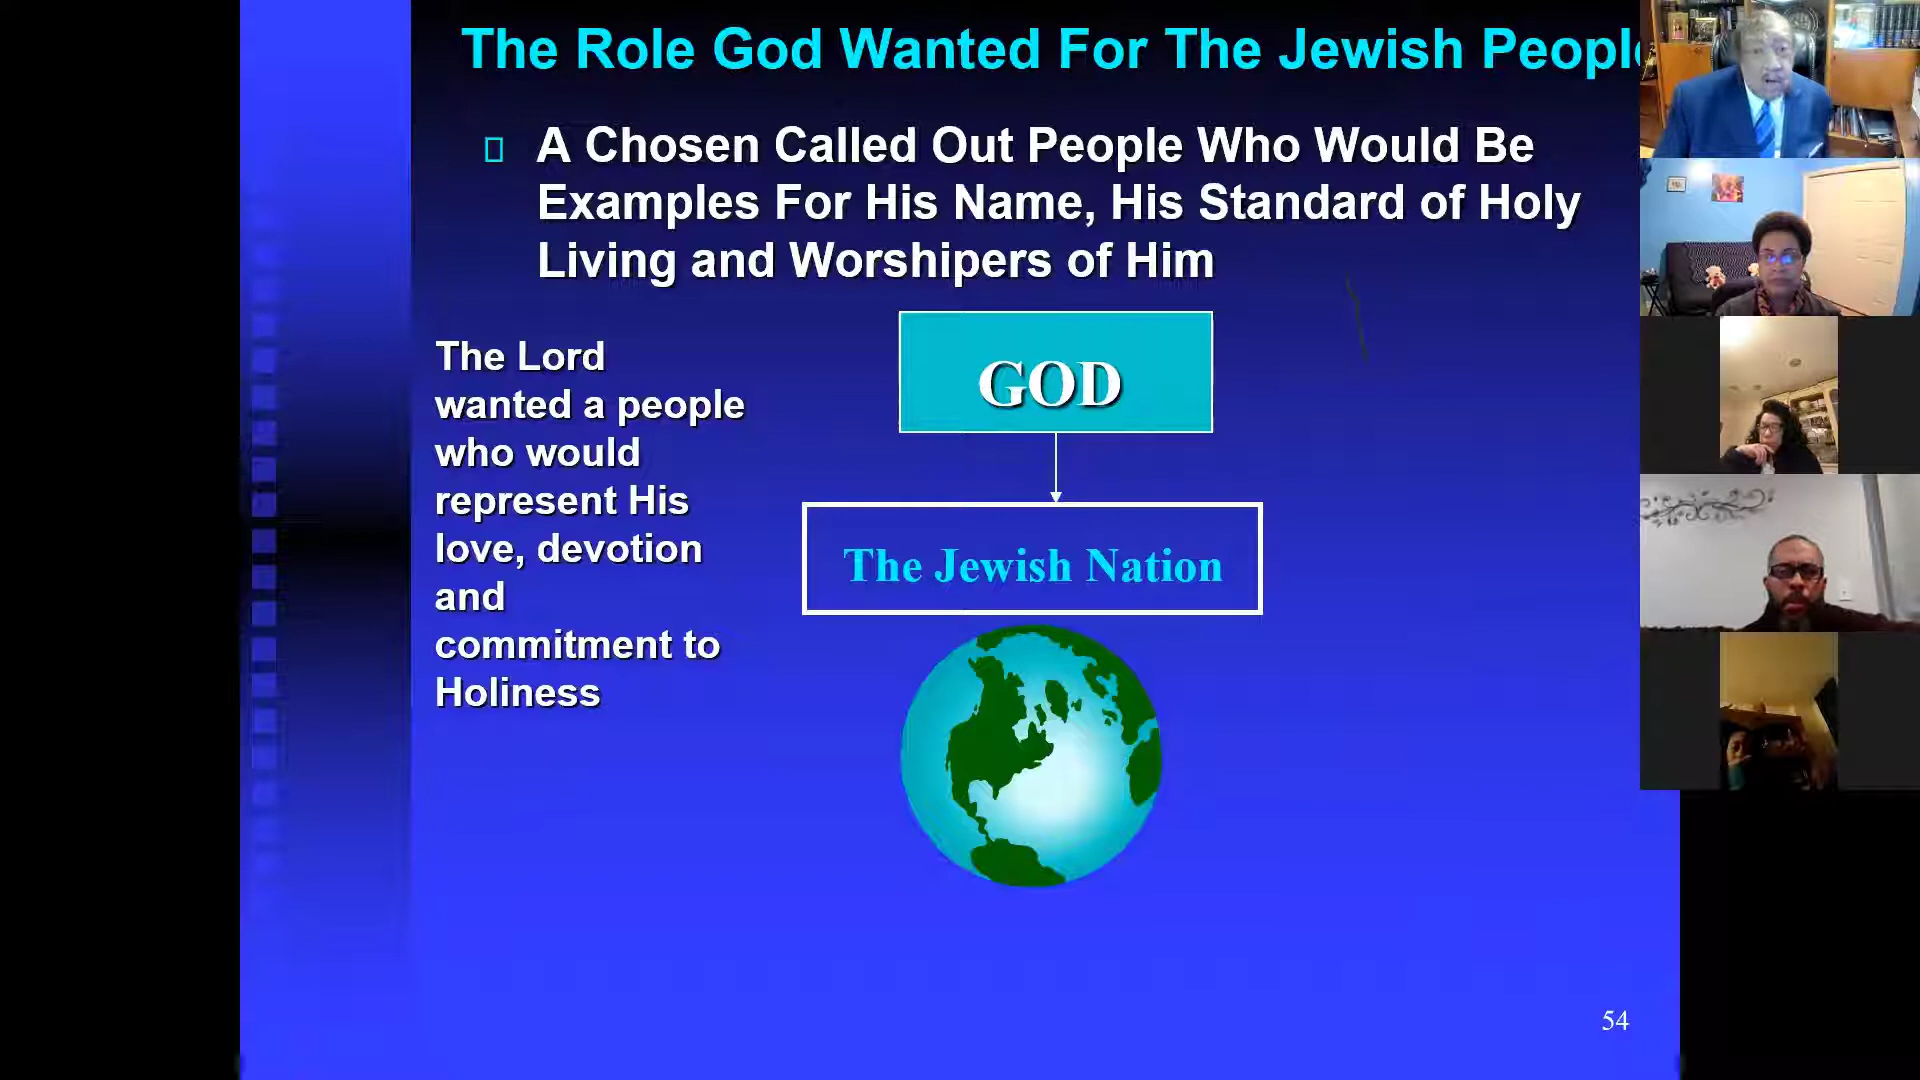 The Role God Wanted For The Jewish Peopl
A Chosen Called Out People Who Would Be
Examples For His Name, His Standard of Holy
Living and Worshipers of Him
The Lord
wanted a people
who would
represent His
love, devotion
and
commitment to
Holiness
GOD
The Jewish Nation
54